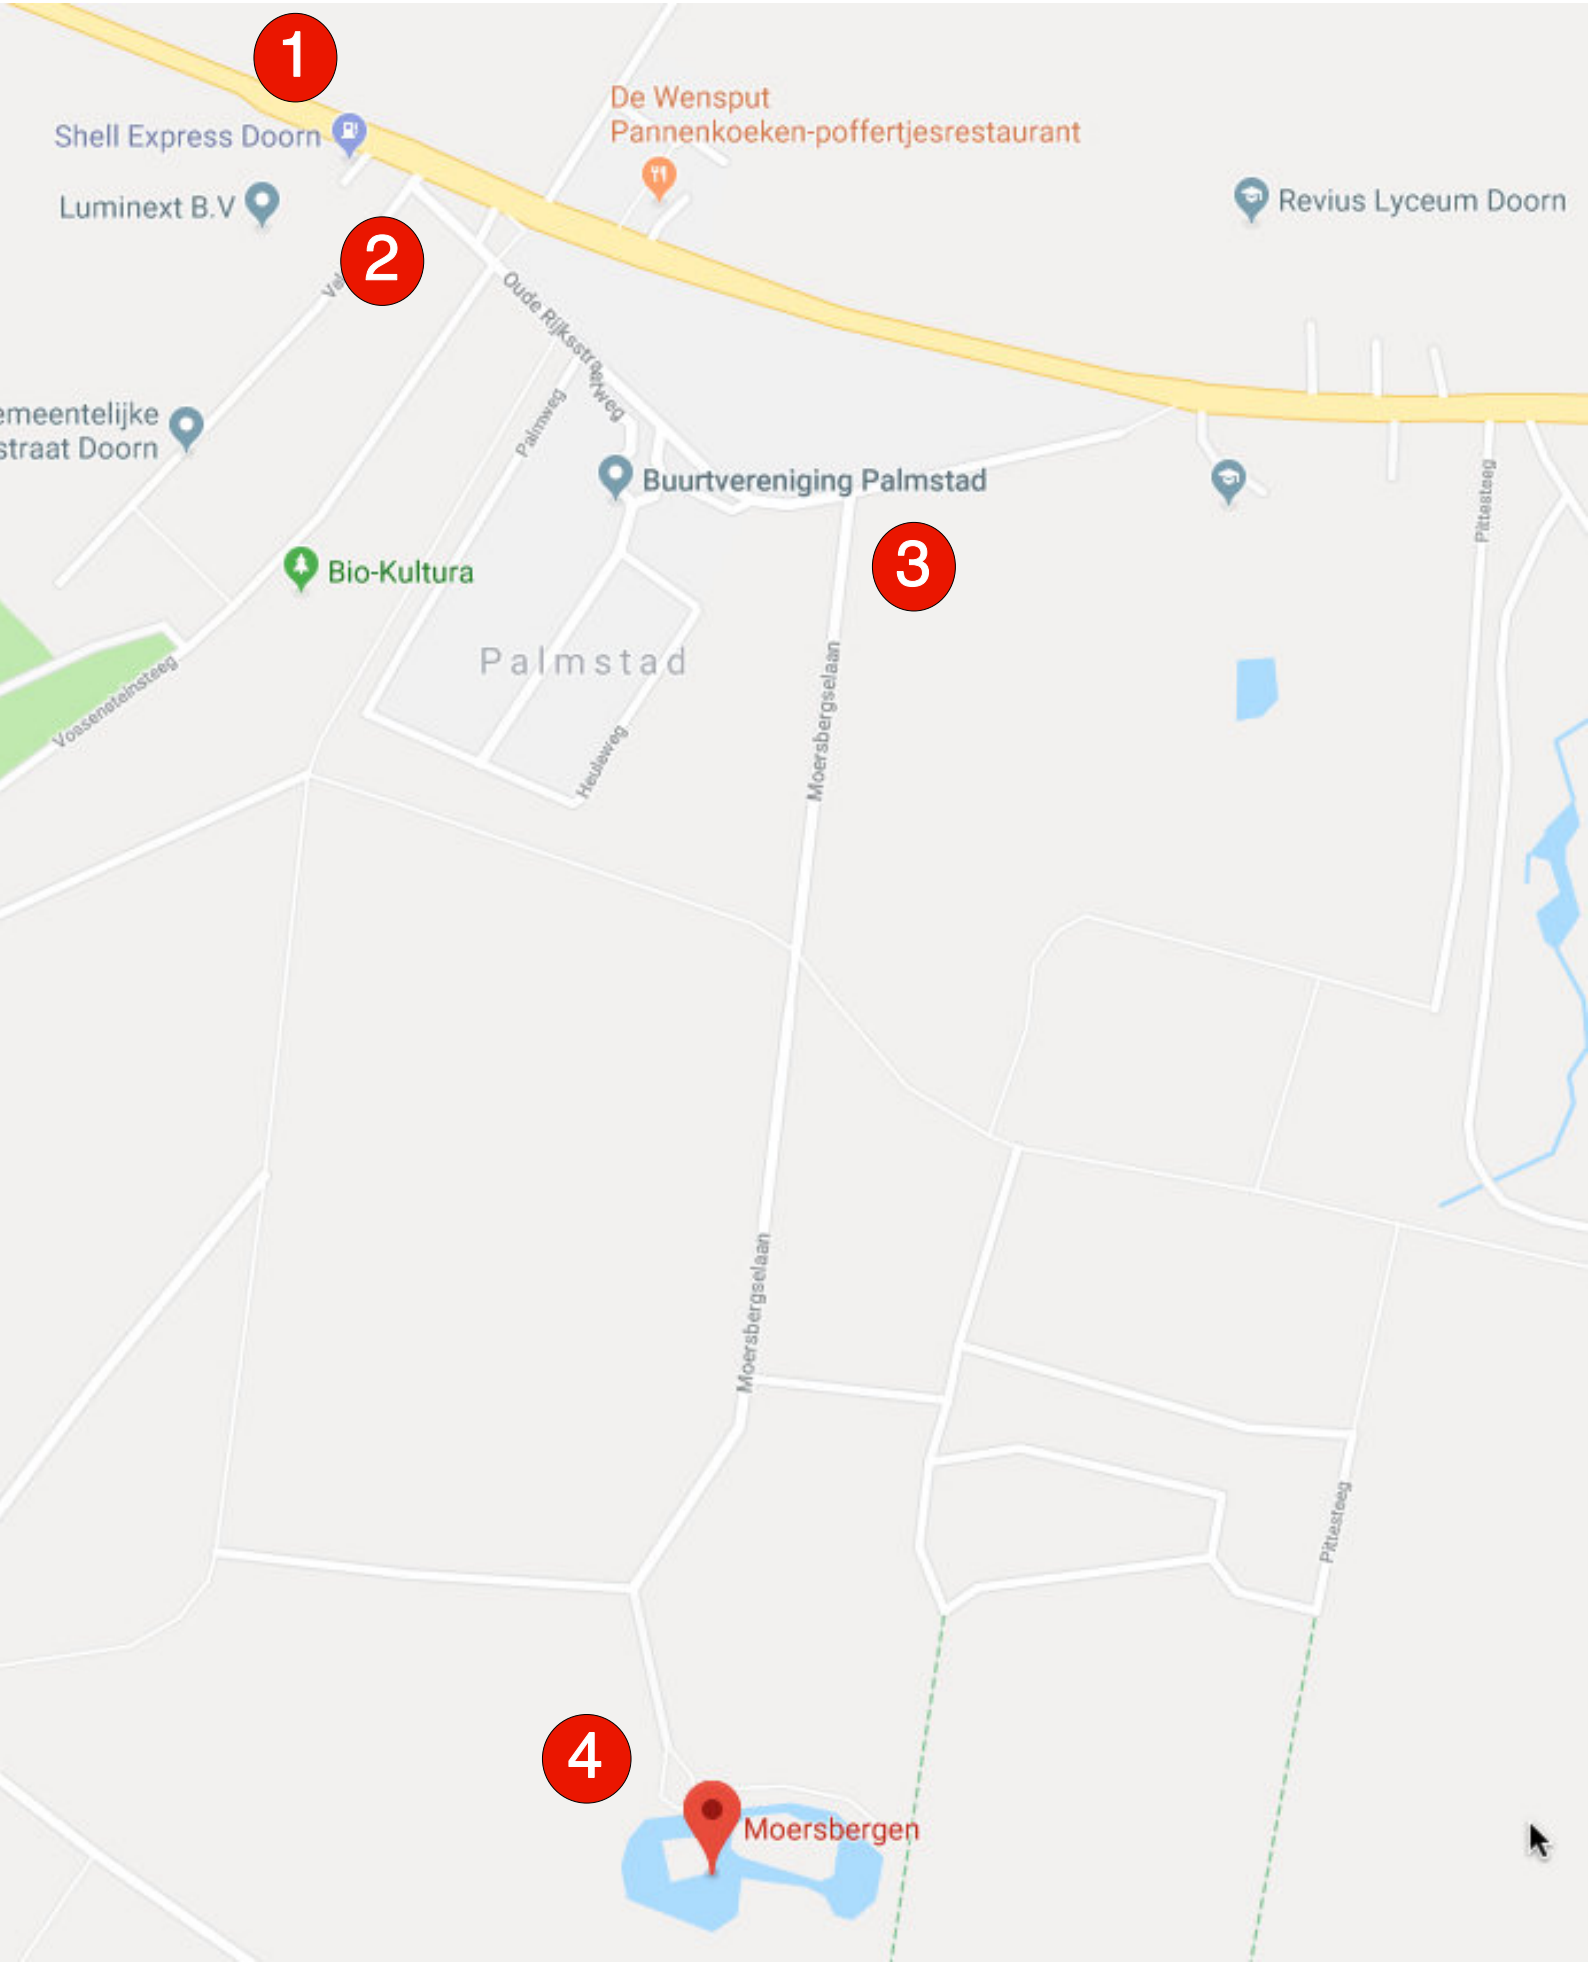 1
De Wensput
Pannenkoeken-poffertjesrestaurant
Shell Express Doorn
Luminext B.V
Revius Lyceum Doorn
2
Oude Rijksstraatweg
Palmweg
emeentelijke
straat Doorn
Buurtvereniging Palmstad
Pittesteeg
3
Bio-Kultura
Palmstad
Vossensteinsteeg
Moersbergselaan
Heulweg
Moersbergselaan
Pittesteeg
4
Moersbergen